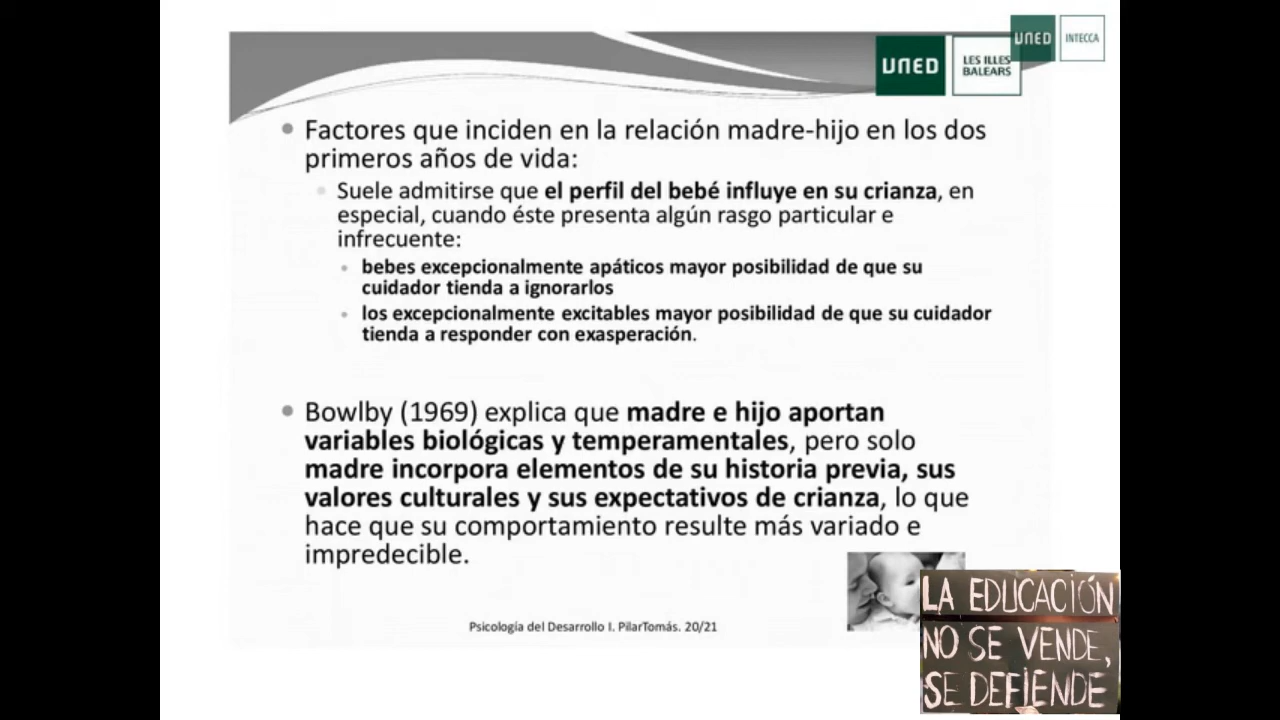 UNED
INTECCA
UNED
LES ILLES
BALEARS
• Factores que inciden en la relación madre-hijo en los dos
primeros años de vida:
Suele admitirse que el perfil del bebé influye en su crianza, en
especial, cuando éste presenta algún rasgo particular e
infrecuente:
• bebes excepcionalmente apáticos mayor posibilidad de que su
cuidador tienda a ignorarlos
• los excepcionalmente excitables mayor posibilidad de que su cuidador
tienda a responder con exasperación.
• Bowlby (1969) explica que madre e hijo aportan
variables biológicas y temperamentales, pero solo
madre incorpora elementos de su historia previa, sus
valores culturales y sus expectativos de crianza, lo que
hace que su comportamiento resulte más variado e
impredecible.
Psicología del Desarrollo I. PilarTomás. 20/21
LA EDUCACIÓN
NO SE VENDE,
SE DEFIENDE